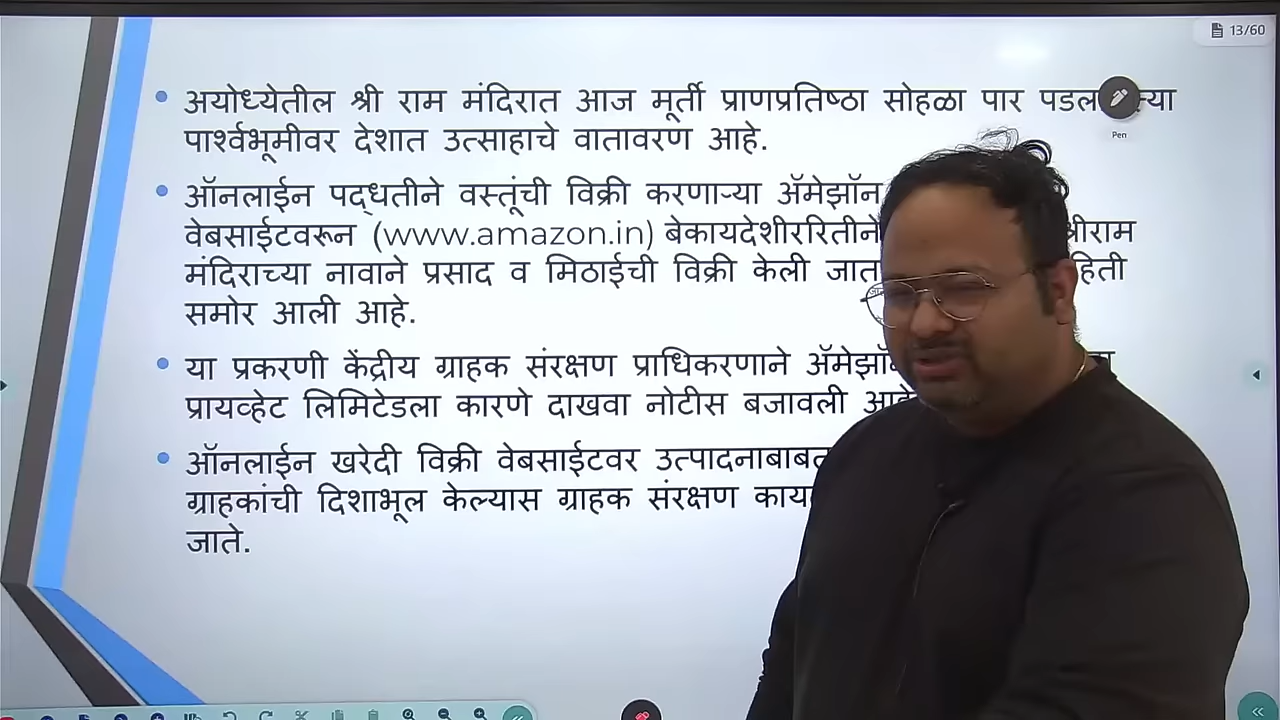 13/60
अयोध्येतील श्री राम मंदिरात आज मूर्ती प्राणप्रतिष्ठा सोहळा पार पडल
Pen
पार्श्वभूमीवर देशात उत्साहाचे वातावरण आहे.
ऑनलाईन पद्धतीने वस्तूंची विक्री करणाऱ्या ॲमेझॉन
वेबसाईटवरून (www.amazon.in) बेकायदेशीररितीने श्रीराम
मंदिराच्या नावाने प्रसाद व मिठाईची विक्री केली जात
समोर आली आहे.
या प्रकरणी केंद्रीय ग्राहक संरक्षण प्राधिकरणाने
प्रायव्हेट लिमिटेडला कारणे दाखवा नोटीस बजावली आहे
ऑनलाईन खरेदी विक्री वेबसाईटवर उत्पादनाबाबत
ग्राहकांची दिशाभूल केल्यास ग्राहक संरक्षण
जाते.